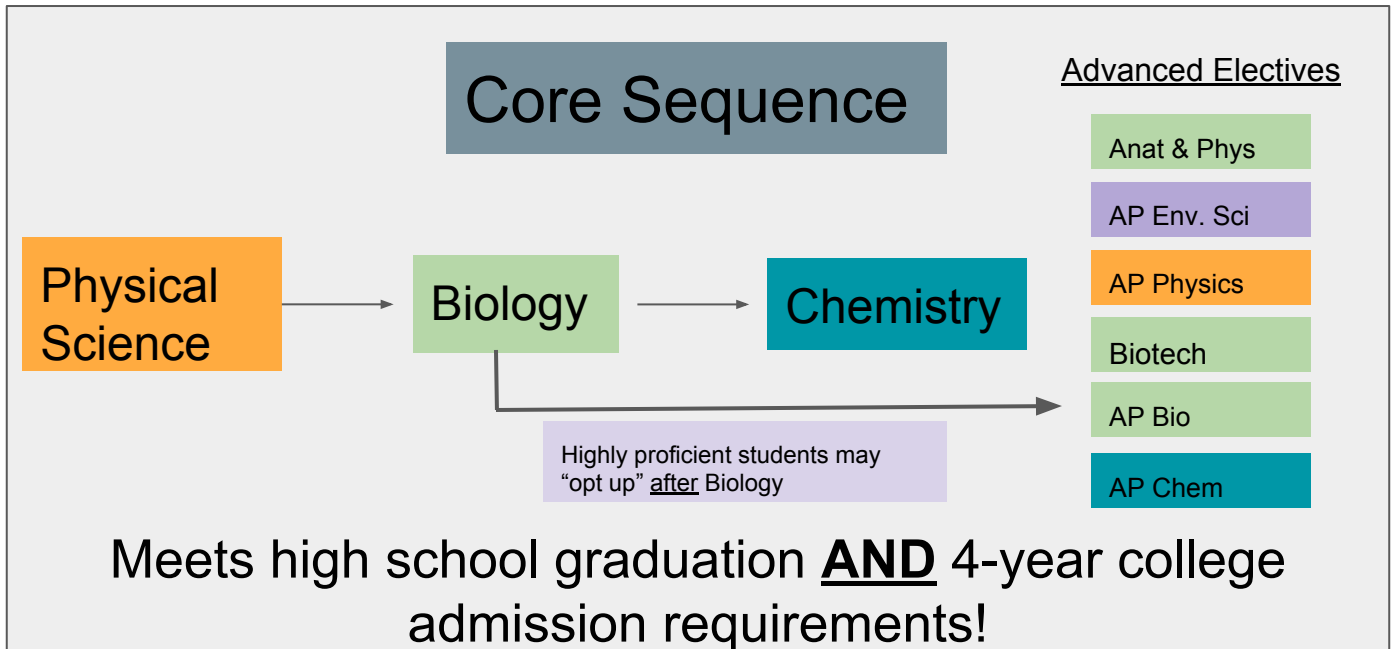 Core Sequence
Advanced Electives
Anat & Phys
AP Env. Sci
AP Physics
Biotech
AP Bio
AP Chem
Physical
Science
Biology
Chemistry
Highly proficient students may
“opt up” after Biology
Meets high school graduation AND 4-year college
admission requirements!